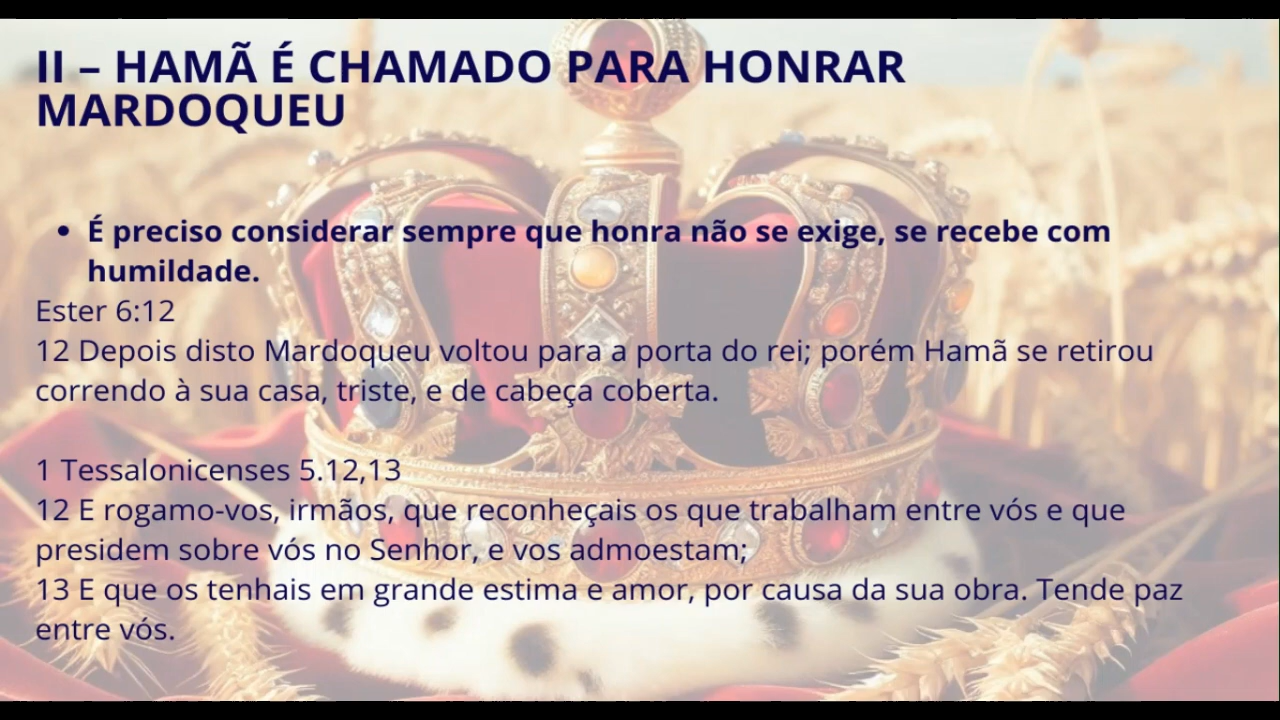 II – HAMÃ É CHAMADO PARA HONRAR
MARDOQUEU
• É preciso considerar sempre que honra não se exige, se recebe com
humildade.
Ester 6:12
12 Depois disto Mardoqueu voltou para a porta do rei; porém Hamã se retirou
correndo à sua casa, triste, e de cabeça coberta.
1 Tessalonicenses 5.12,13
12 E rogamo-vos, irmãos, que reconheçais os que trabalham entre vós e que
presidem sobre vós no Senhor, e vos admoestam;
13 E que os tenhais em grande estima e amor, por causa da sua obra. Tende paz
entre vós.